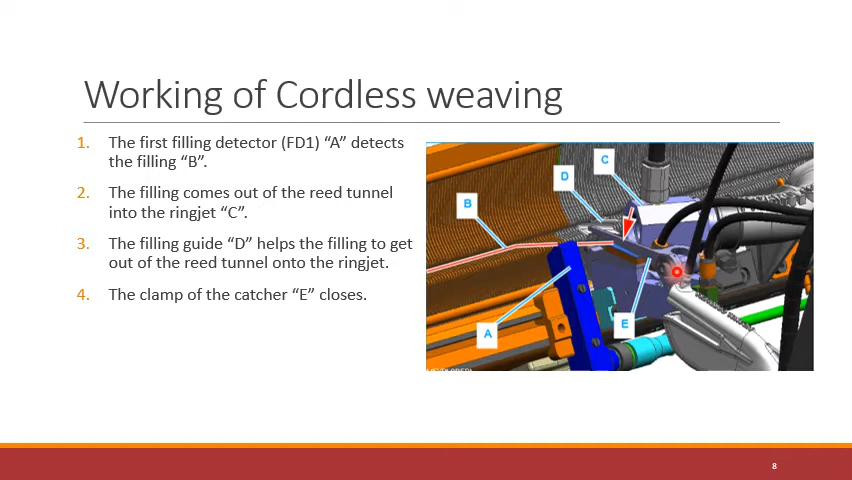 Working of Cordless weaving
1. The first filling detector (FD1) “A” detects
the filling “B”.
2. The filling comes out of the reed tunnel
into the ringjet “C”.
3. The filling guide “D” helps the filling to get
out of the reed tunnel onto the ringjet.
4. The clamp of the catcher “E” closes.
C
D
B
A
E
8